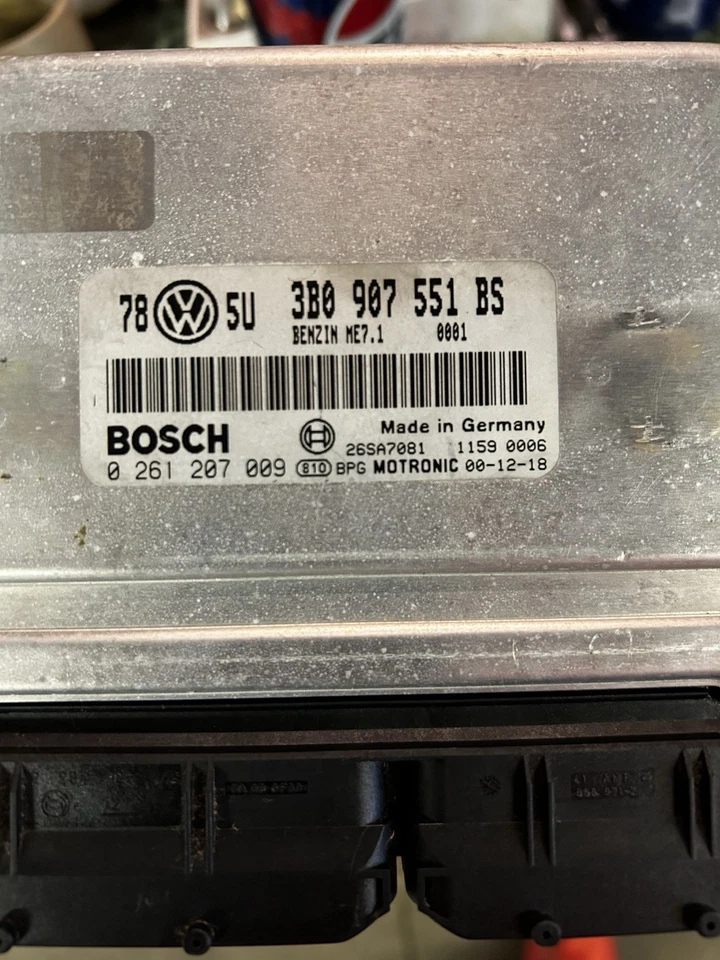 78 VW 5U 3B0 907 551 BS
BENZIN ME7.1 0001
BOSCH Made in Germany
26SA7081 1159 0006
0 261 207 009 810 BPG MOTRONIC 00-12-18